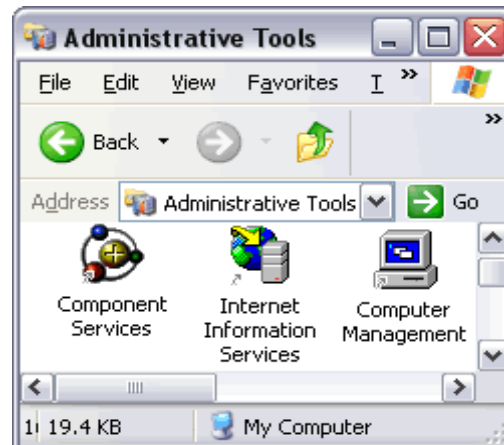 Administrative Tools
File Edit View Favorites T »
Back »
Address Administrative Tools Go
Component Services
Internet Information Services
Computer Management
19.4 KB My Computer